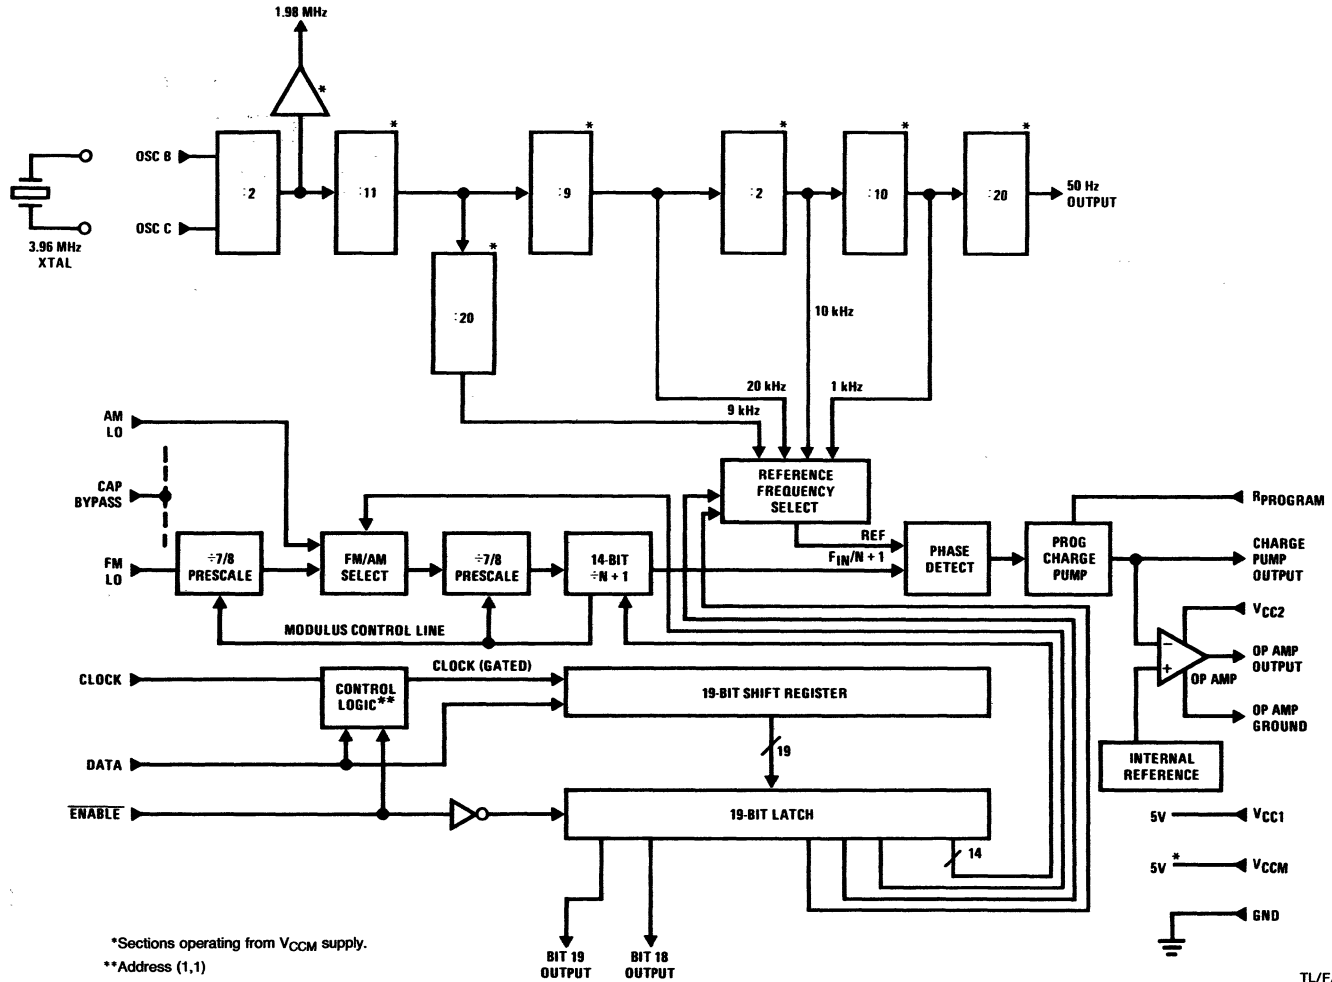 1.98 MHz
*
* * * * *
OSC B
OSC C
3.96 MHz
XTAL
:2
:11
:9
:2
:10
:20
50 Hz
OUTPUT
*
:20
10 kHz
20 kHz
1 kHz
9 kHz
AM
LO
CAP
BYPASS
FM
LO
REFERENCE
FREQUENCY
SELECT
÷7/8
PRESCALE
FM/AM
SELECT
÷7/8
PRESCALE
14-BIT
÷N + 1
REF
FIN/N + 1
PHASE
DETECT
PROG
CHARGE
PUMP
RPROGRAM
CHARGE
PUMP
OUTPUT
VCC2
−
+
OP AMP
OP AMP
OUTPUT
OP AMP
GROUND
INTERNAL
REFERENCE
MODULUS CONTROL LINE
CLOCK
CLOCK (GATED)
CONTROL
LOGIC**
19-BIT SHIFT REGISTER
19
DATA
ENABLE
19-BIT LATCH
14
5V
VCC1
5V *
VCCM
GND
BIT 19
OUTPUT
BIT 18
OUTPUT
*Sections operating from VCCM supply.
**Address (1,1)
TL/F